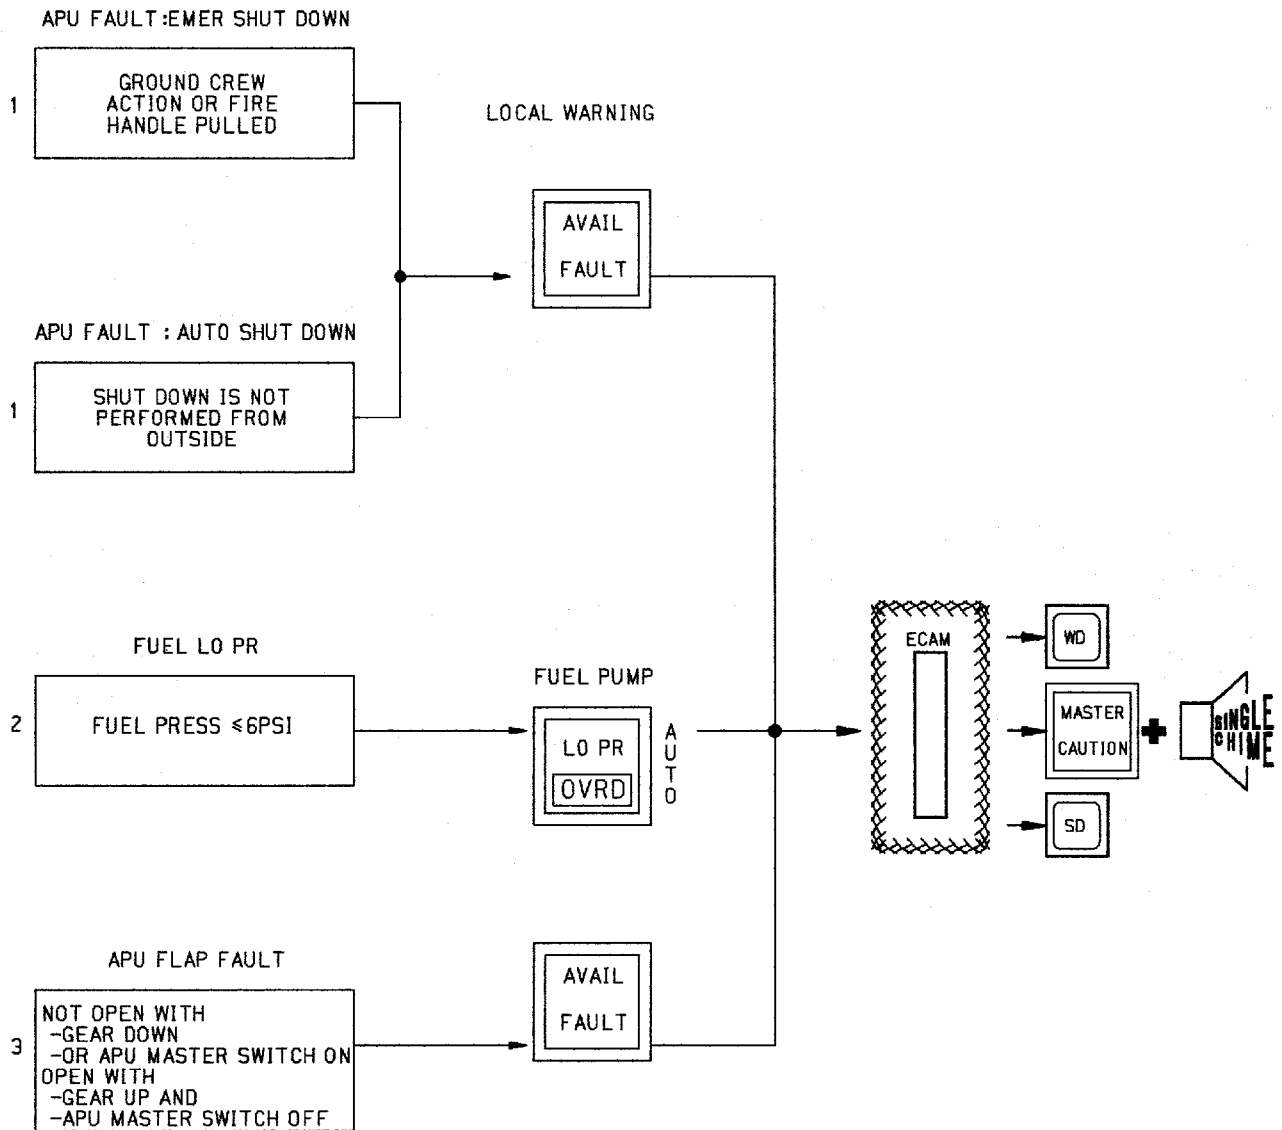 APU FAULT:EMER SHUT DOWN
1
GROUND CREW
ACTION OR FIRE
HANDLE PULLED
LOCAL WARNING
AVAIL
FAULT
APU FAULT : AUTO SHUT DOWN
1
SHUT DOWN IS NOT
PERFORMED FROM
OUTSIDE
FUEL LO PR
2
FUEL PRESS ≤6PSI
FUEL PUMP
LO PR
OVRD
AUTO
ECAM
WD
MASTER
CAUTION
SINGLE
CHIME
SD
APU FLAP FAULT
3
NOT OPEN WITH
-GEAR DOWN
-OR APU MASTER SWITCH ON
OPEN WITH
-GEAR UP AND
-APU MASTER SWITCH OFF
AVAIL
FAULT